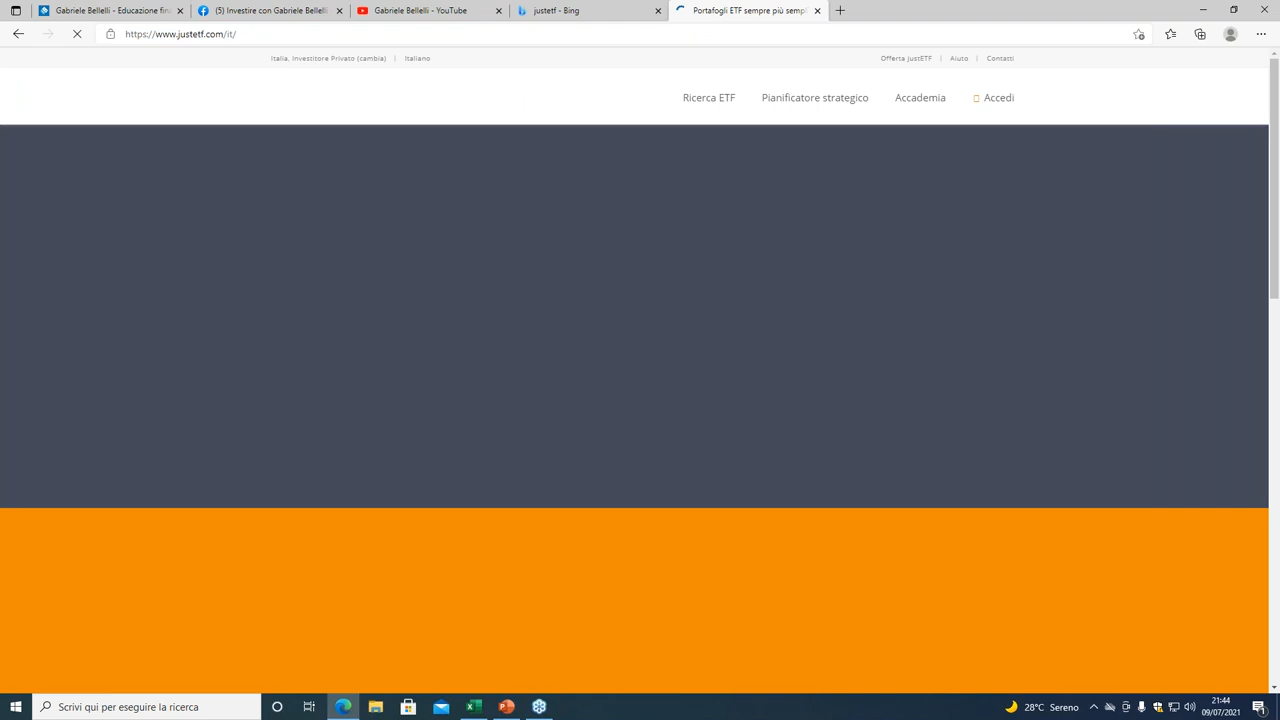 Gabriele Bellelli - Educazione fin
(5) Investire con Gabriele Bellelli
Gabriele Bellelli - YouTube
justetf - Bing
Portafogli ETF sempre più sempl
https://www.justetf.com/it/
Italia, Investitore Privato (cambia) | Italiano
Offerta justETF | Aiuto | Contatti
Ricerca ETF Pianificatore strategico Accademia Accedi
Scrivi qui per eseguire la ricerca
28°C Sereno
21:44
09/07/2021